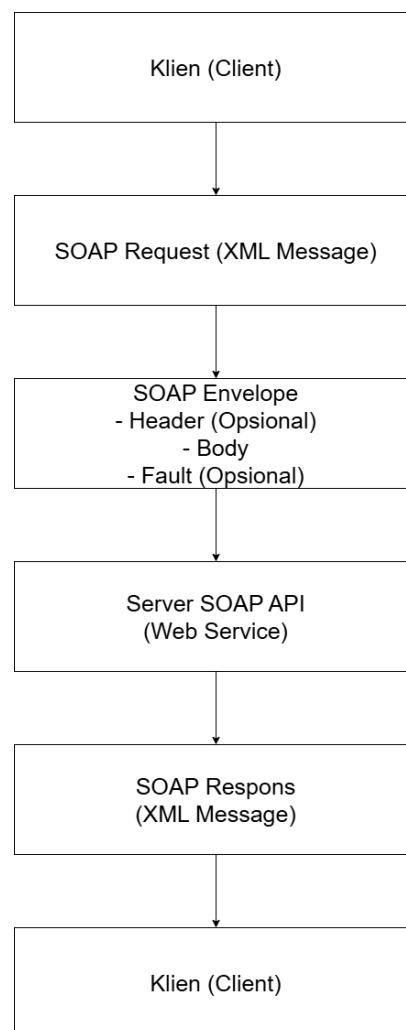 Klien (Client)
SOAP Request (XML Message)
SOAP Envelope
- Header (Opsional)
- Body
- Fault (Opsional)
Server SOAP API
(Web Service)
SOAP Respons
(XML Message)
Klien (Client)